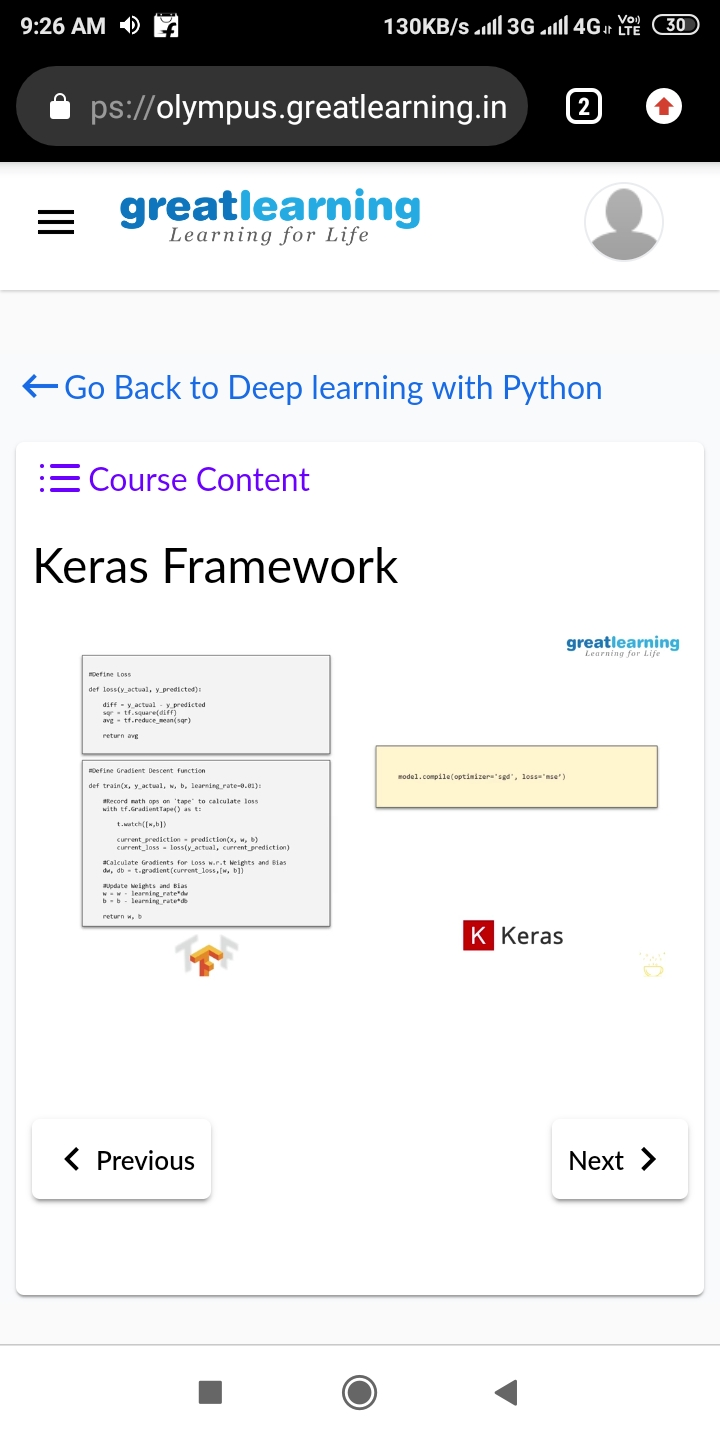 9:26 AM
130KB/s 3G 4G Vo) LTE 30
ps://olympus.greatlearning.in
2
greatlearning
Learning for Life
Go Back to Deep learning with Python
Course Content
Keras Framework
greatlearning
Learning for Life
#Define Loss
def loss(y_actual, y_predicted):
diff = y_actual - y_predicted
sqr = tf.square(diff)
avg = tf.reduce_mean(sqr)
return avg
#Define Gradient Descent function
def train(x, y_actual, w, b, learning_rate=0.01):
#Record math ops on 'tape' to calculate loss
with tf.GradientTape() as t:
t.watch([w,b])
current_prediction = prediction(x, w, b)
current_loss = loss(y_actual, current_prediction)
#Calculate Gradients for Loss w.r.t Weights and Bias
dw, db = t.gradient(current_loss,[w, b])
#Update Weights and Bias
w = w - learning_rate*dw
b = b - learning_rate*db
return w, b
model.compile(optimizer='sgd', loss='mse')
K Keras
Previous
Next